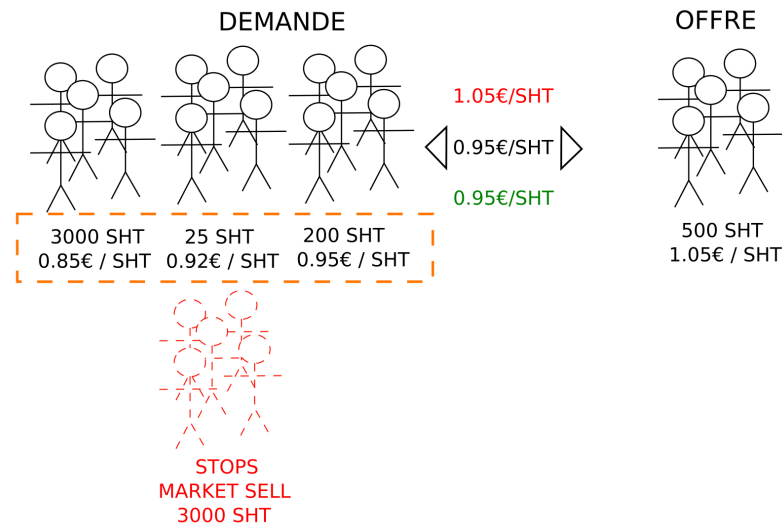 DEMANDE
OFFRE
1.05€/SHT
0.95€/SHT
0.95€/SHT
3000 SHT
0.85€ / SHT
25 SHT
0.92€ / SHT
200 SHT
0.95€ / SHT
500 SHT
1.05€ / SHT
STOPS
MARKET SELL
3000 SHT